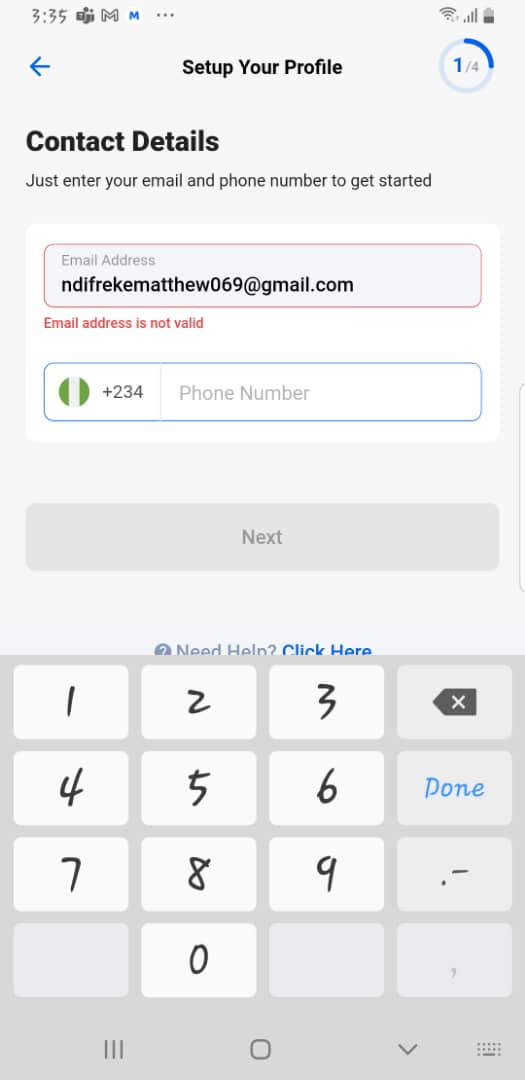 3:35
Setup Your Profile
1/4
Contact Details
Just enter your email and phone number to get started
Email Address
ndifrekematthew069@gmail.com
Email address is not valid
+234 Phone Number
Next
Need Help? Click Here
1 2 3
4 5 6 Done
7 8 9 .-
0 ,